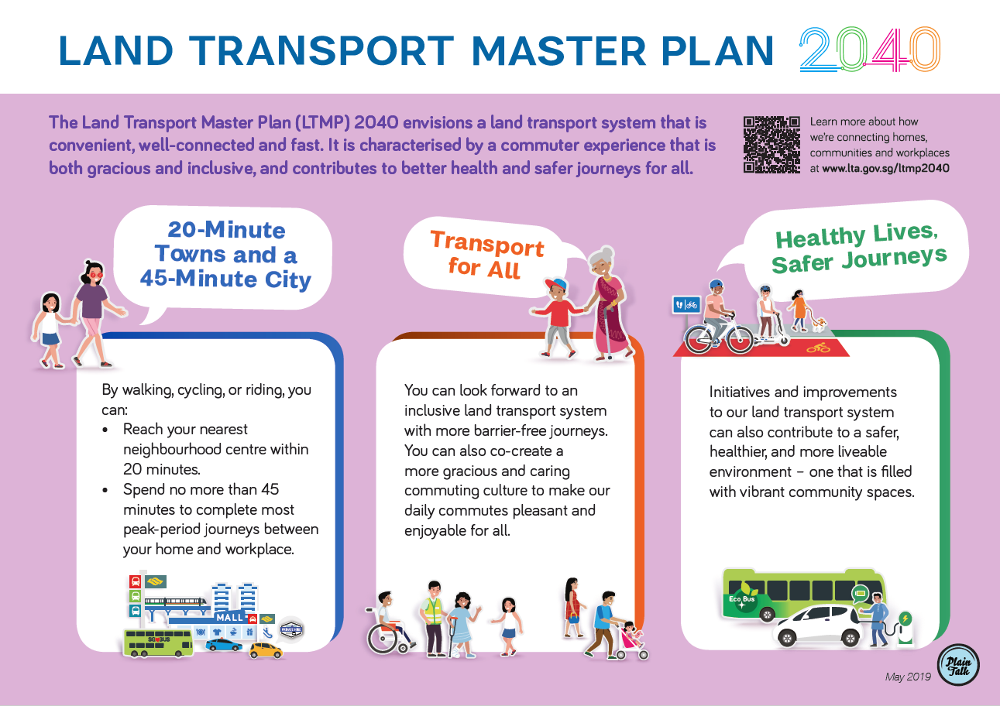 LAND TRANSPORT MASTER PLAN 2040
The Land Transport Master Plan (LTMP) 2040 envisions a land transport system that is
convenient, well-connected and fast. It is characterised by a commuter experience that is
both gracious and inclusive, and contributes to better health and safer journeys for all.
Learn more about how
we're connecting homes,
communities and workplaces
at www.lta.gov.sg/ltmp2040
20-Minute
Towns and a
45-Minute City
By walking, cycling, or riding, you
can:
• Reach your nearest
neighbourhood centre within
20 minutes.
• Spend no more than 45
minutes to complete most
peak-period journeys between
your home and workplace.
MALL
SG♥BUS
PRIVATE HIRE
Transport
for All
You can look forward to an
inclusive land transport system
with more barrier-free journeys.
You can also co-create a
more gracious and caring
commuting culture to make our
daily commutes pleasant and
enjoyable for all.
Healthy Lives,
Safer Journeys
Initiatives and improvements
to our land transport system
can also contribute to a safer,
healthier, and more liveable
environment – one that is filled
with vibrant community spaces.
Eco Bus
May 2019
Plain
Talk